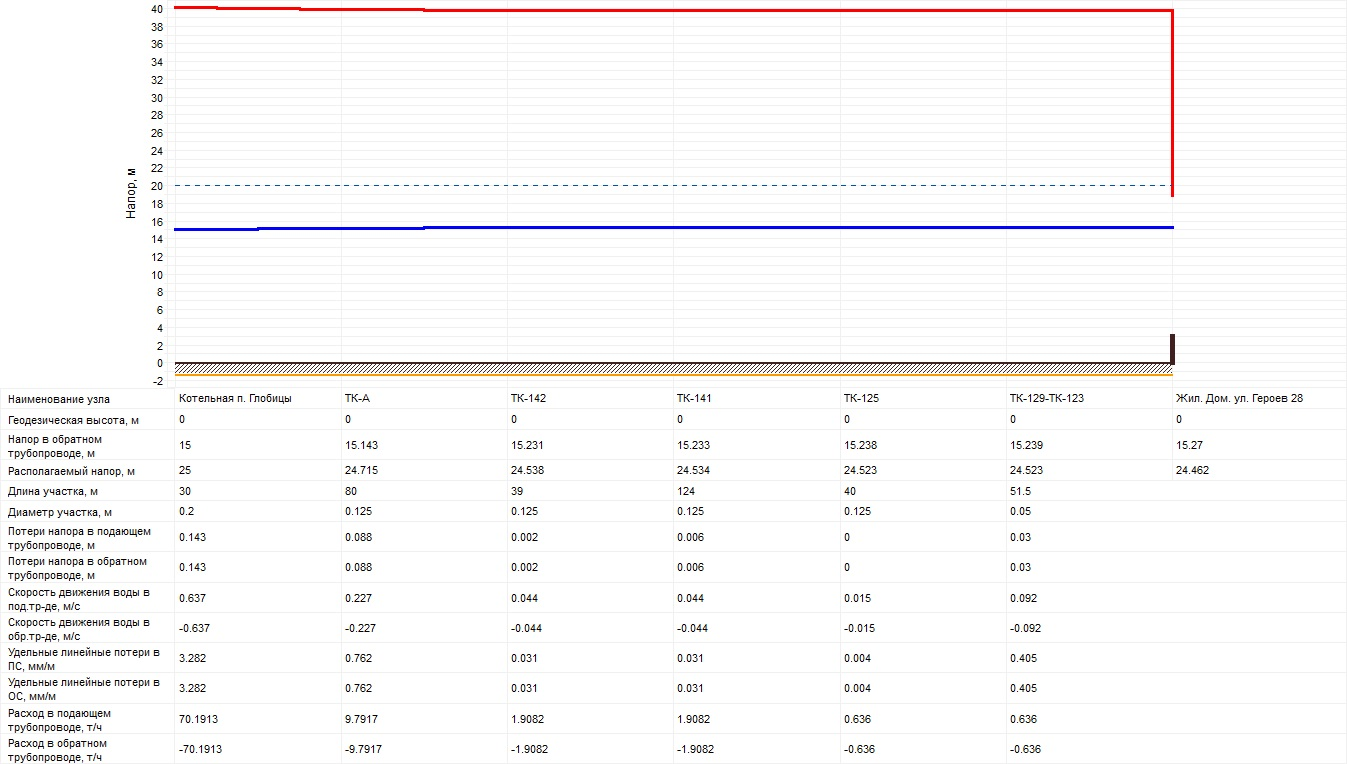 40
38
36
34
32
30
28
26
24
22
20
18
16
14
12
10
8
6
4
2
0
-2
Напор, м
Наименование узла Котельная п. Глобицы ТК-А ТК-142 ТК-141 ТК-125 ТК-129-ТК-123 Жил. Дом. ул. Героев 28
Геодезическая высота, м 0 0 0 0 0 0 0
Напор в обратном
трубопроводе, м 15 15.143 15.231 15.233 15.238 15.239 15.27
Располагаемый напор, м 25 24.715 24.538 24.534 24.523 24.523 24.462
Длина участка, м 30 80 39 124 40 51.5
Диаметр участка, м 0.2 0.125 0.125 0.125 0.125 0.05
Потери напора в подающем
трубопроводе, м 0.143 0.088 0.002 0.006 0 0.03
Потери напора в обратном
трубопроводе, м 0.143 0.088 0.002 0.006 0 0.03
Скорость движения воды в
под.тр-де, м/с 0.637 0.227 0.044 0.044 0.015 0.092
Скорость движения воды в
обр.тр-де, м/с -0.637 -0.227 -0.044 -0.044 -0.015 -0.092
Удельные линейные потери в
ПС, мм/м 3.282 0.762 0.031 0.031 0.004 0.405
Удельные линейные потери в
ОС, мм/м 3.282 0.762 0.031 0.031 0.004 0.405
Расход в подающем
трубопроводе, т/ч 70.1913 9.7917 1.9082 1.9082 0.636 0.636
Расход в обратном
трубопроводе, т/ч -70.1913 -9.7917 -1.9082 -1.9082 -0.636 -0.636